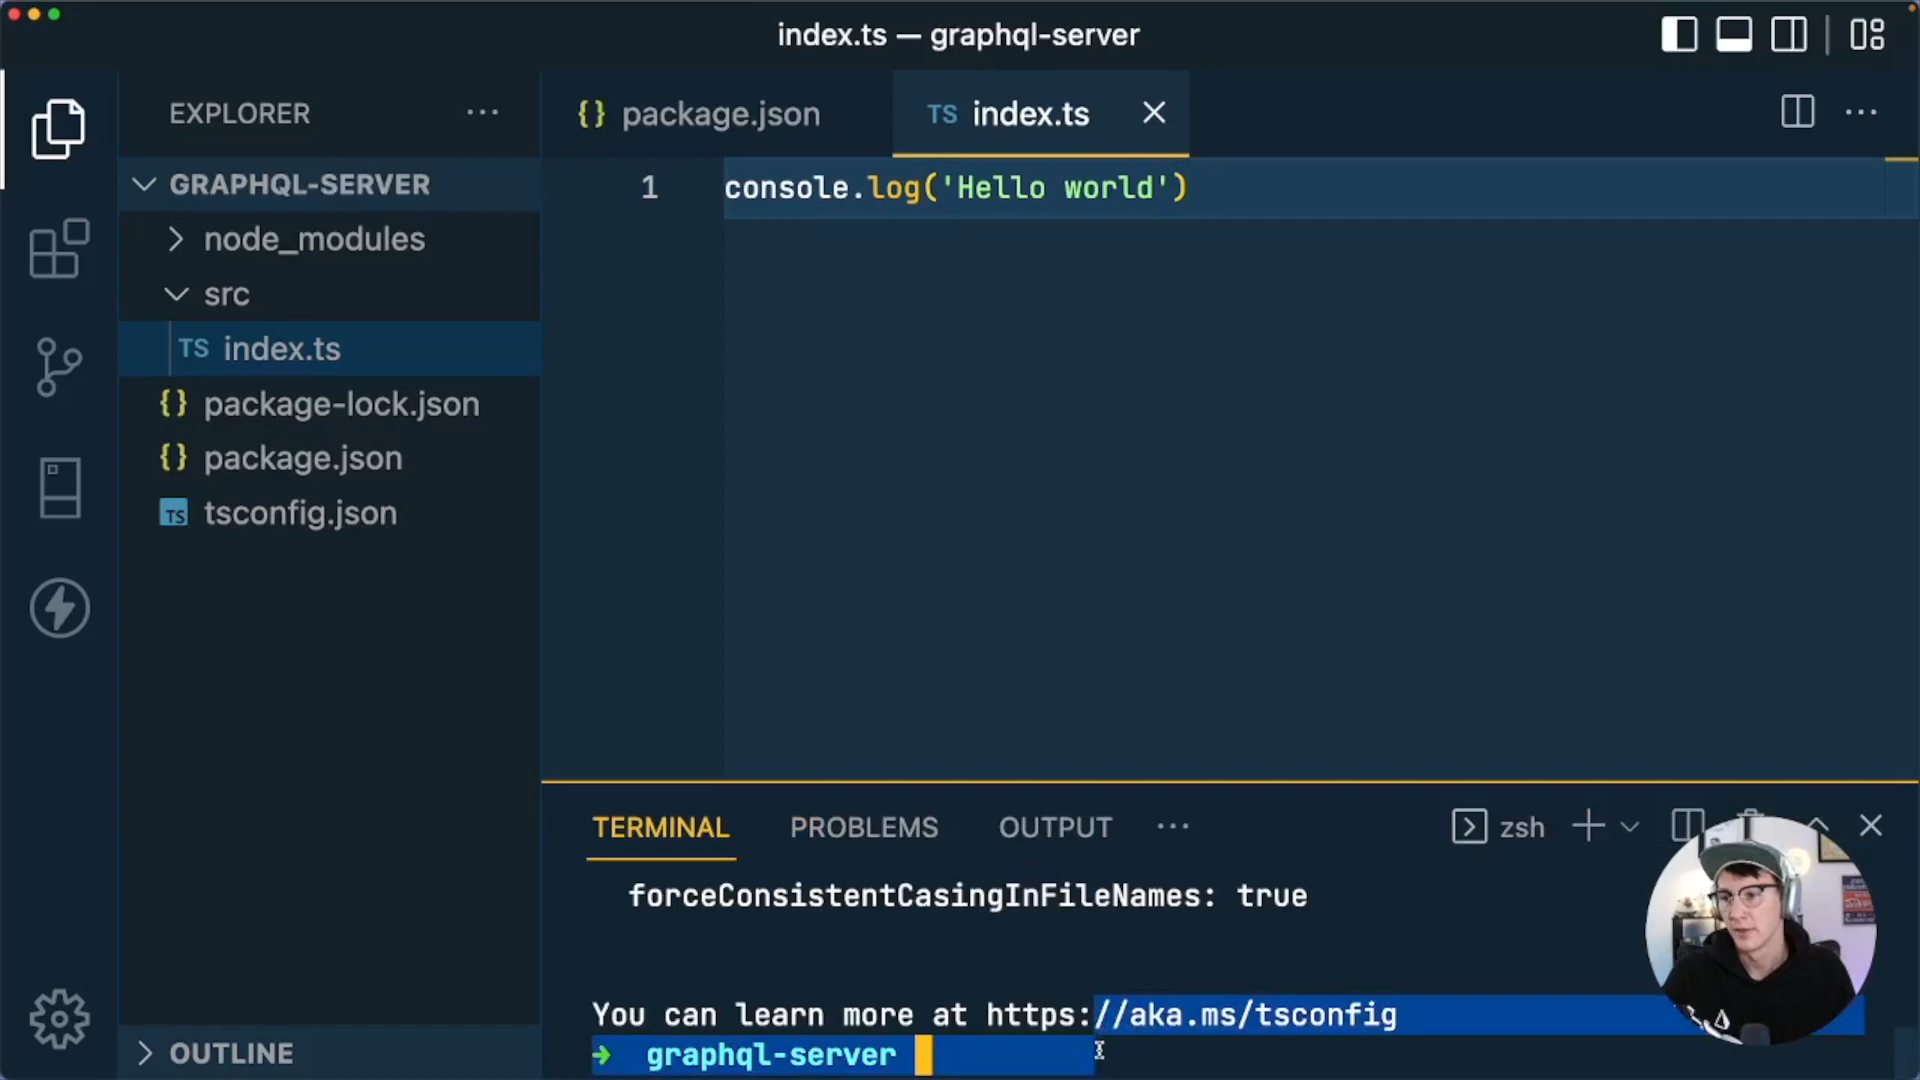 index.ts — graphql-server
EXPLORER
GRAPHQL-SERVER
node_modules
src
TS index.ts
{} package-lock.json
{} package.json
TS tsconfig.json
OUTLINE
{} package.json
TS index.ts
1 console.log('Hello world')
TERMINAL PROBLEMS OUTPUT
zsh
forceConsistentCasingInFileNames: true
You can learn more at https://aka.ms/tsconfig
→ graphql-server